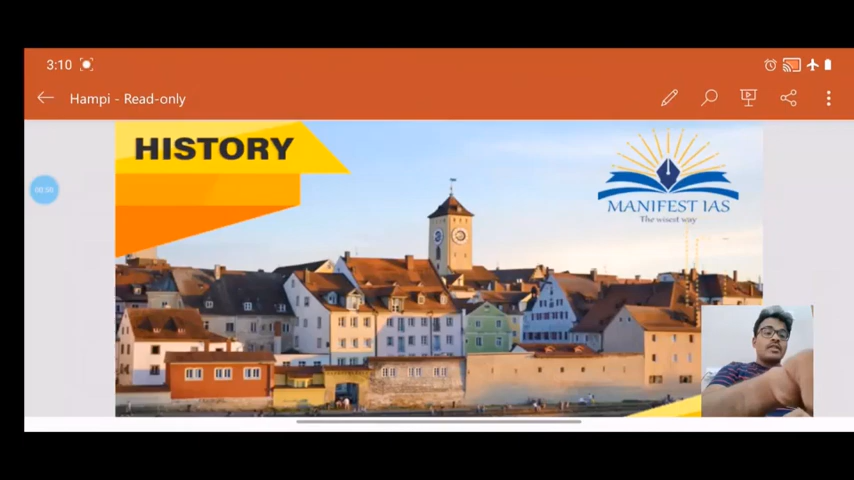 3:10
Hampi - Read-only
HISTORY
MANIFEST IAS
The wisest way